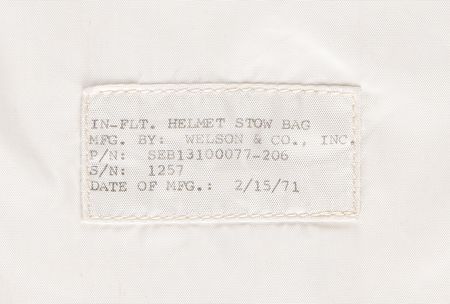 IN-FLT. HELMET STOW BAG
MFG. BY: WELSON & CO., INC.
P/N: SEB13100077-206
S/N: 1257
DATE OF MFG.: 2/15/71